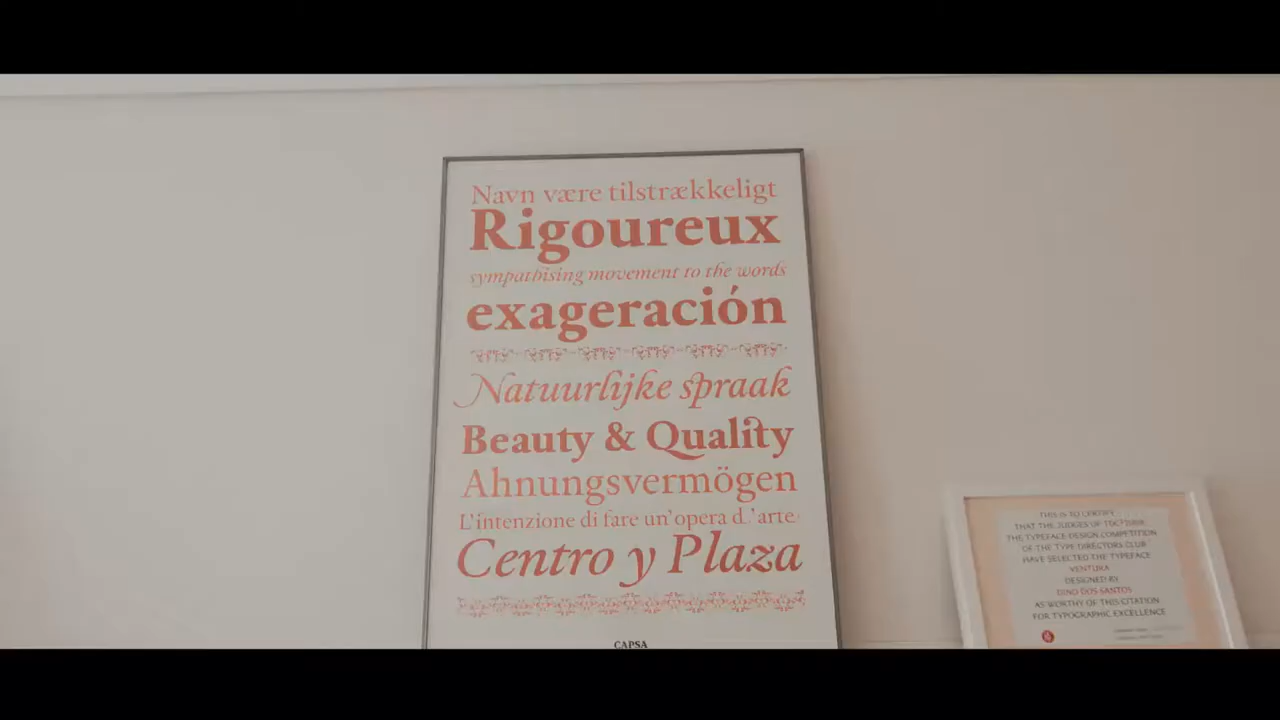 Navn være tilstrækkeligt
Rigoureux
sympathising movement to the words
exageración
Natuurlijke spraak
Beauty & Quality
Ahnungsvermögen
L'intenzione di fare un'opera d'arte
Centro y Plaza
CAPSA
THIS IS TO CERTIFY
THAT THE JUDGES OF
THE TYPEFACE DESIGN COMPETITION
OF THE TYPE DIRECTORS CLUB
HAVE SELECTED THE TYPEFACE
VENTURA
DESIGNED BY
DINO DOS SANTOS
AS WORTHY OF THIS CITATION
FOR TYPOGRAPHIC EXCELLENCE